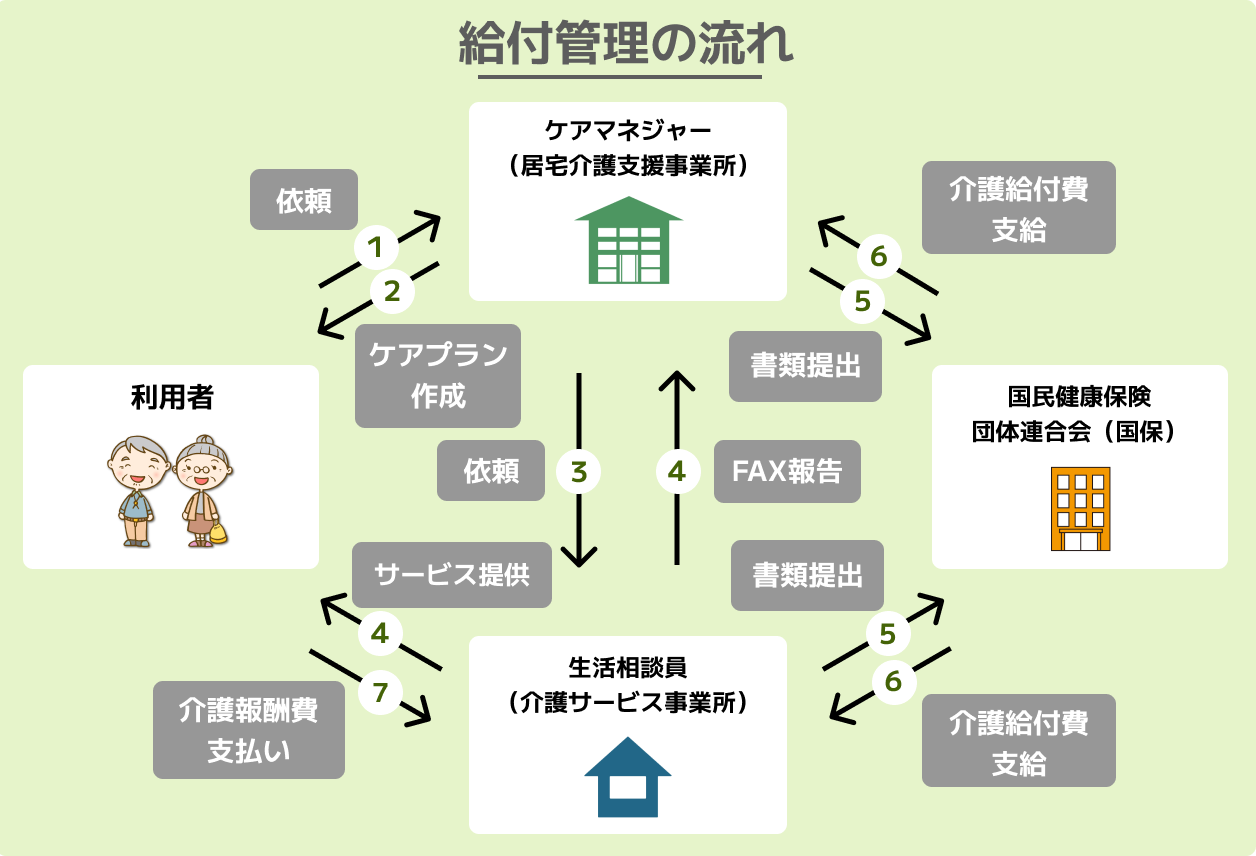 給付管理の流れ
ケアマネジャー
（居宅介護支援事業所）
依頼
1
2
ケアプラン
作成
介護給付費
支給
6
5
書類提出
利用者
依頼
3
4
FAX報告
国民健康保険
団体連合会（国保）
サービス提供
4
7
介護報酬費
支払い
書類提出
5
6
介護給付費
支給
生活相談員
（介護サービス事業所）